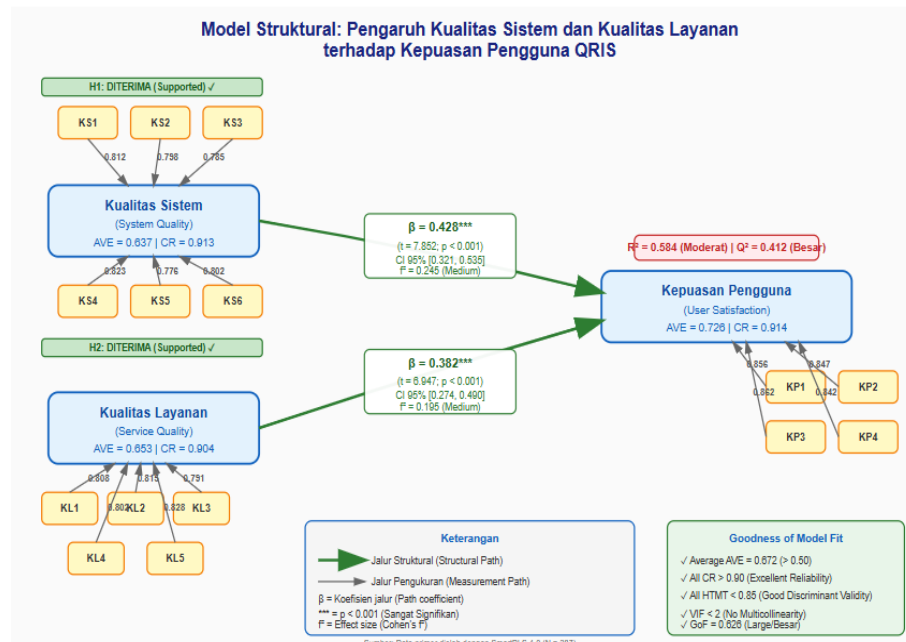 Model Struktural: Pengaruh Kualitas Sistem dan Kualitas Layanan
terhadap Kepuasan Pengguna QRIS
H1: DITERIMA (Supported) ✓
KS1
KS2
KS3
0.812
0.798
0.785
Kualitas Sistem
(System Quality)
AVE = 0.637 | CR = 0.913
0.823
0.776
0.802
KS4
KS5
KS6
β = 0.428***
(t = 7.852; p < 0.001)
CI 95% [0.321, 0.535]
f² = 0.245 (Medium)
R² = 0.584 (Moderat) | Q² = 0.412 (Besar)
Kepuasan Pengguna
(User Satisfaction)
AVE = 0.726 | CR = 0.914
0.856
0.847
0.862
0.842
KP1
KP2
KP3
KP4
H2: DITERIMA (Supported) ✓
Kualitas Layanan
(Service Quality)
AVE = 0.653 | CR = 0.904
β = 0.382***
(t = 6.947; p < 0.001)
CI 95% [0.274, 0.490]
f² = 0.195 (Medium)
0.808
0.815
0.791
0.802
0.828
KL1
KL2
KL3
KL4
KL5
Keterangan
Jalur Struktural (Structural Path)
Jalur Pengukuran (Measurement Path)
β = Koefisien jalur (Path coefficient)
*** = p < 0.001 (Sangat Signifikan)
f² = Effect size (Cohen's f²)
Goodness of Model Fit
✓ Average AVE = 0.672 (> 0.50)
✓ All CR > 0.90 (Excellent Reliability)
✓ All HTMT < 0.85 (Good Discriminant Validity)
✓ VIF < 2 (No Multicollinearity)
✓ GoF = 0.626 (Large/Besar)